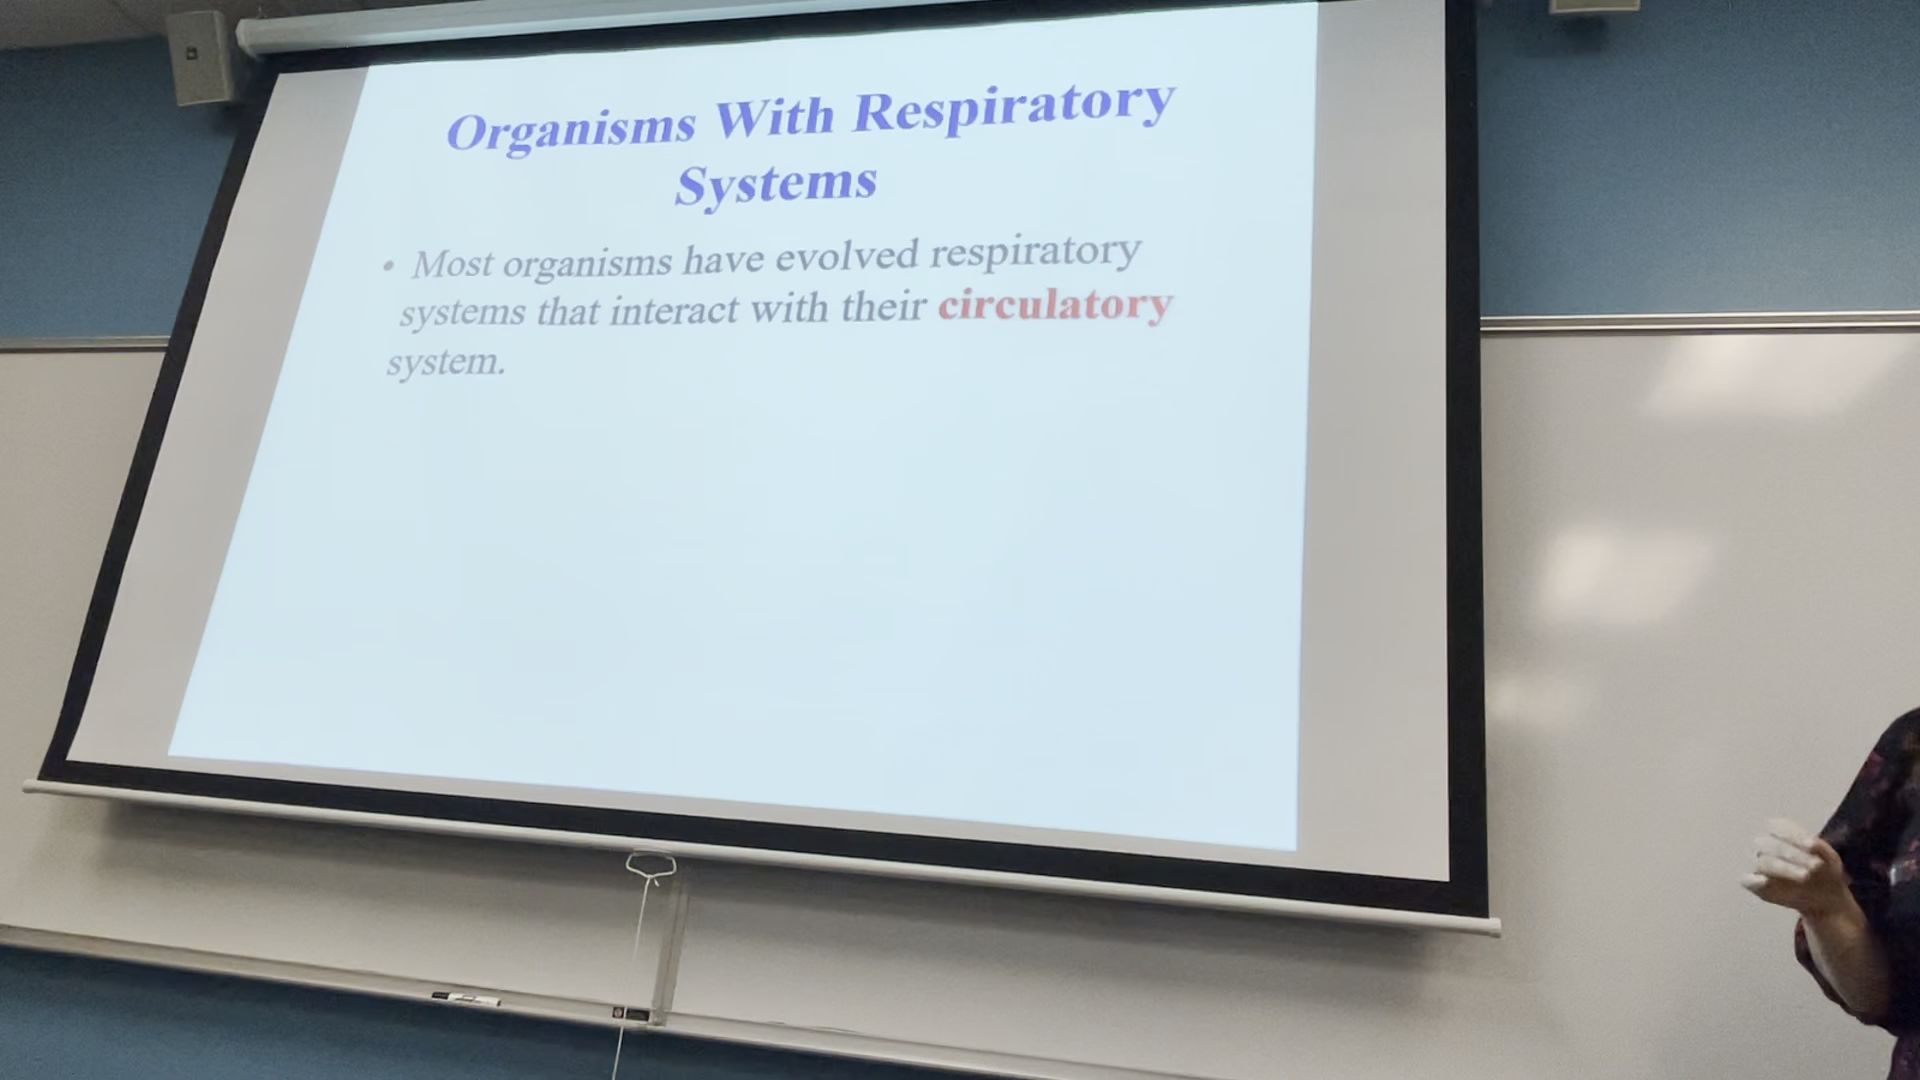 Organisms With Respiratory
Systems
• Most organisms have evolved respiratory
systems that interact with their circulatory
system.